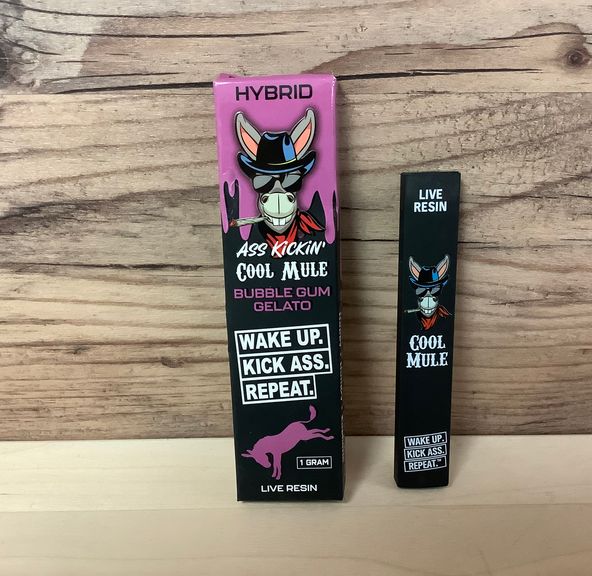 HYBRID
ASS KICKIN'
COOL MULE
BUBBLE GUM
GELATO
WAKE UP.
KICK ASS.
REPEAT.
1 GRAM
LIVE RESIN
LIVE
RESIN
COOL
MULE
WAKE UP.
KICK ASS.
REPEAT.™